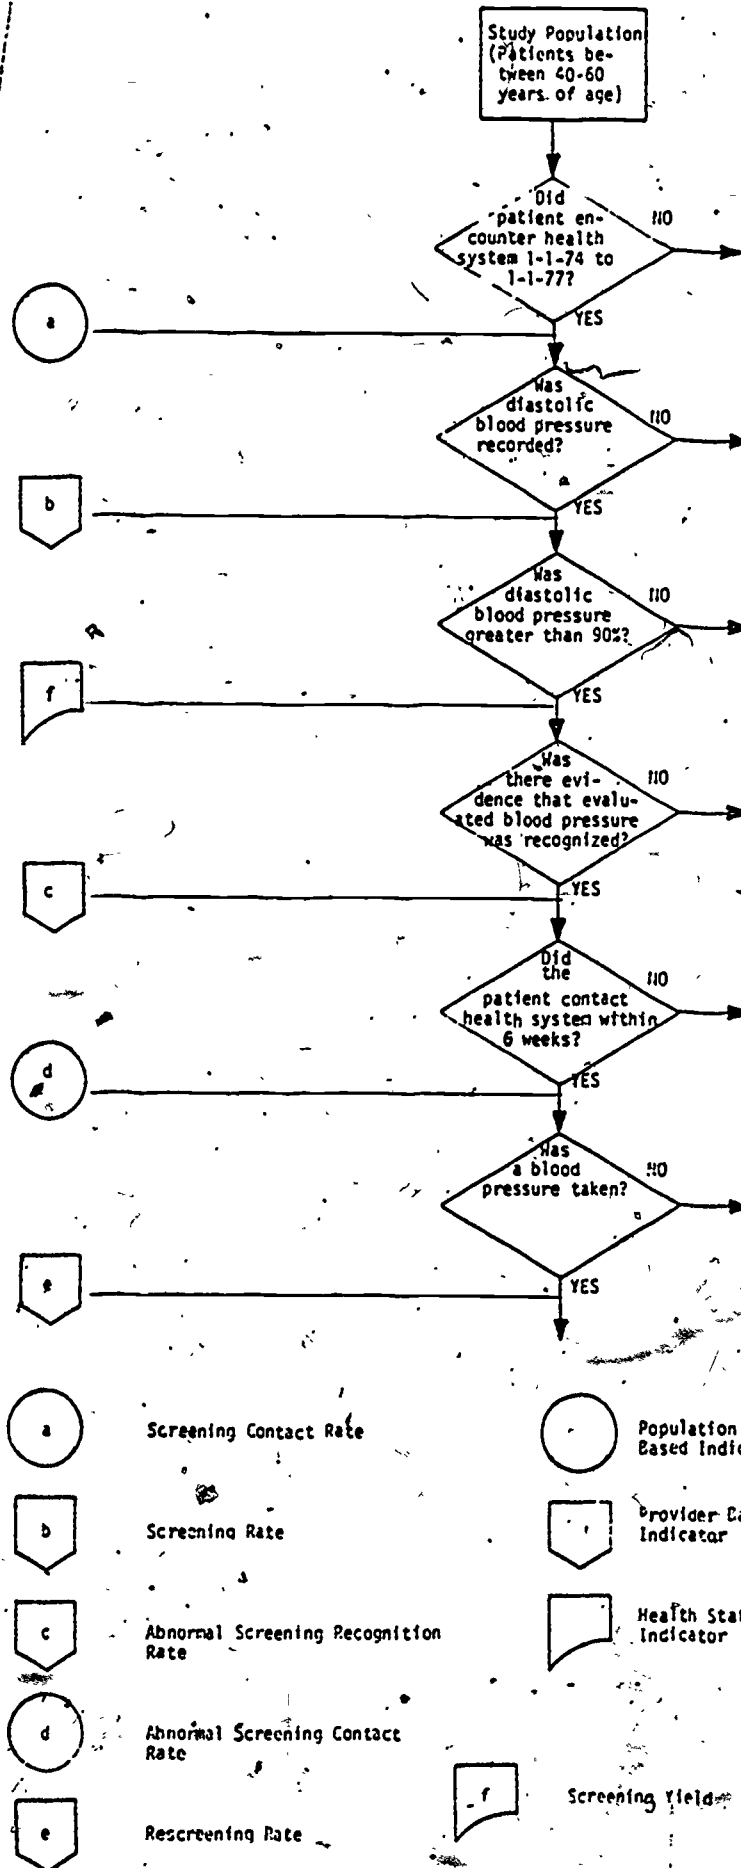 Study Population
(Patients be-
tween 40-60
years of age)
Did
patient en-
counter health
system 1-1-74 to
1-1-77?
NO
YES
a
Was
diastolic
blood pressure
recorded?
NO
YES
b
Was
diastolic
blood pressure
greater than 90%?
NO
YES
f
Was
there evi-
dence that evalu-
ated blood pressure
was recognized?
NO
YES
c
Did
the
patient contact
health system within
6 weeks?
NO
YES
d
Was
a blood
pressure taken?
NO
YES
e
a
Screening Contact Rate
Population
Based Indic
b
Screening Rate
Provider Ba
Indicator
c
Abnormal Screening Recognition
Rate
Health Stat
Indicator
d
Abnormal Screening Contact
Rate
f
Screening Yield
e
Rescreening Rate